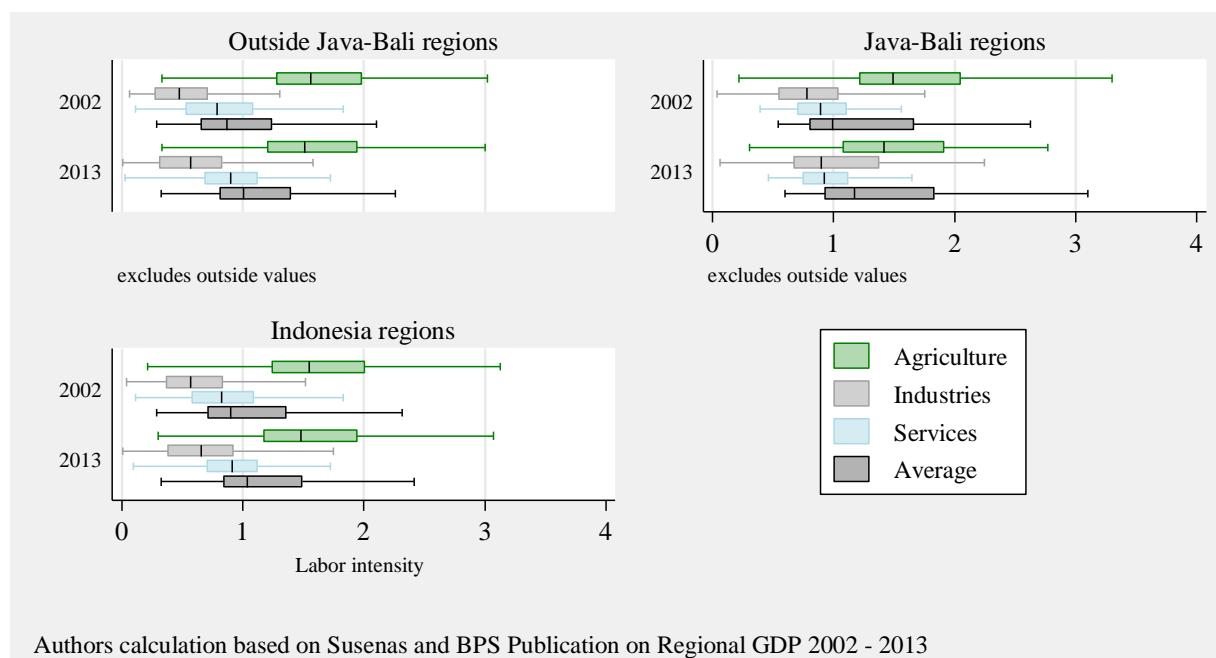 Outside Java-Bali regions
2002
2013
excludes outside values
Java-Bali regions
2002
2013
0 1 2 3 4
excludes outside values
Indonesia regions
2002
2013
0 1 2 3 4
Labor intensity
Agriculture
Industries
Services
Average
Authors calculation based on Susenas and BPS Publication on Regional GDP 2002 - 2013